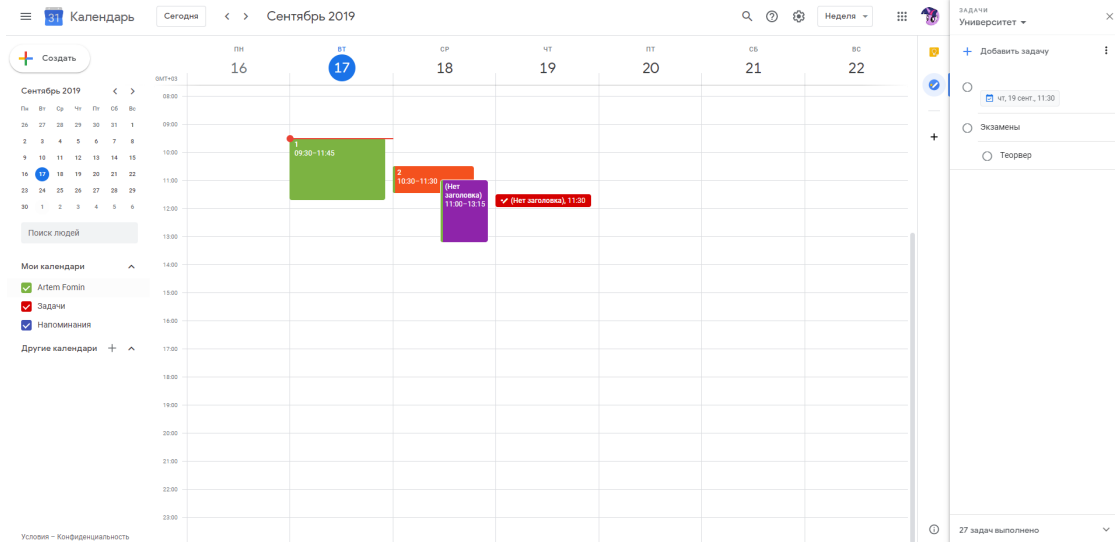 31 Календарь Сегодня Сентябрь 2019 Неделя
ЗАДАЧИ
Университет
Создать
Добавить задачу
ПН ВТ СР ЧТ ПТ СБ ВС
16 17 18 19 20 21 22
GMT+03
Сентябрь 2019
Пн Вт Ср Чт Пт Сб Вс
26 27 28 29 30 31 1
2 3 4 5 6 7 8
9 10 11 12 13 14 15
16 17 18 19 20 21 22
23 24 25 26 27 28 29
30 1 2 3 4 5 6
Поиск людей
Мои календари
Artem Fomin
Задачи
Напоминания
Другие календари
Условия – Конфиденциальность
08:00
09:00
10:00
11:00
12:00
13:00
14:00
15:00
16:00
17:00
18:00
19:00
20:00
21:00
22:00
23:00
1
09:30–11:45
2
10:30–11:30
(Нет
заголовка)
11:00–13:15
(Нет заголовка), 11:30
чт, 19 сент., 11:30
Экзамены
Теорвер
27 задач выполнено